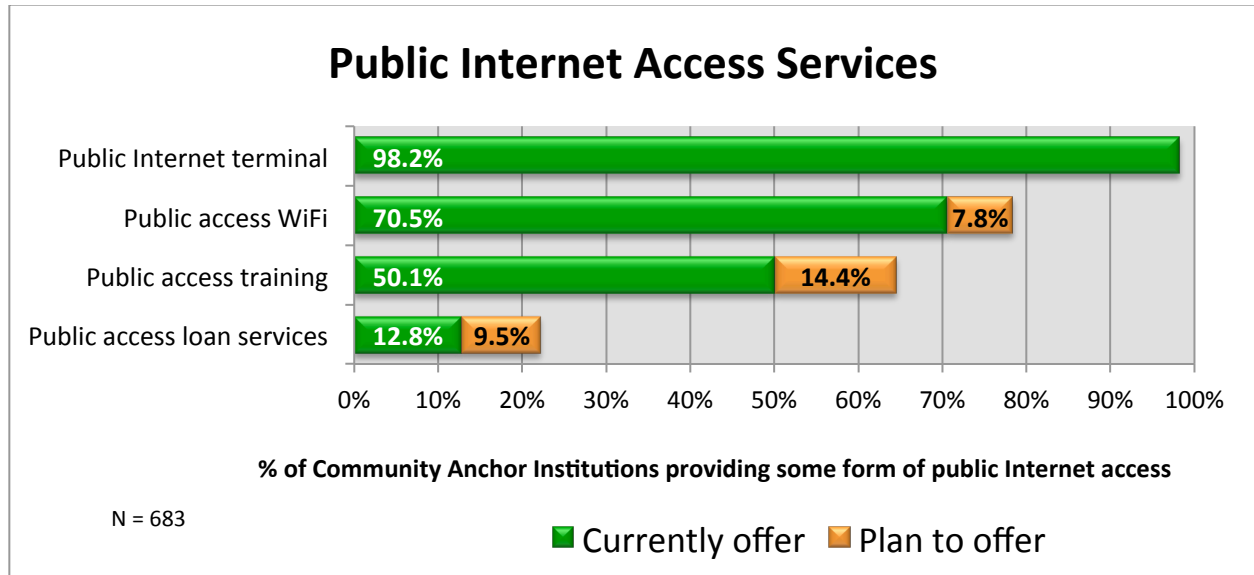 Public Internet Access Services
Public Internet terminal 98.2%
Public access WiFi 70.5% 7.8%
Public access training 50.1% 14.4%
Public access loan services 12.8% 9.5%
0% 10% 20% 30% 40% 50% 60% 70% 80% 90% 100%
% of Community Anchor Institutions providing some form of public Internet access
N = 683
Currently offer Plan to offer